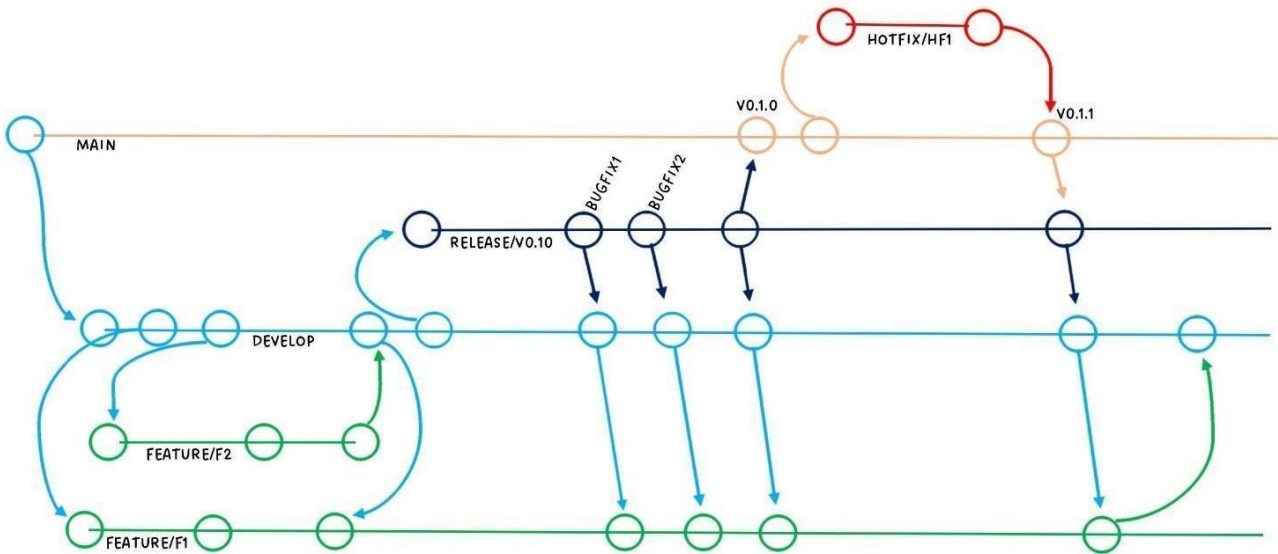 HOTFIX/HF1
V0.1.0
V0.1.1
MAIN
BUGFIX1
BUGFIX2
RELEASE/V0.10
DEVELOP
FEATURE/F2
FEATURE/F1